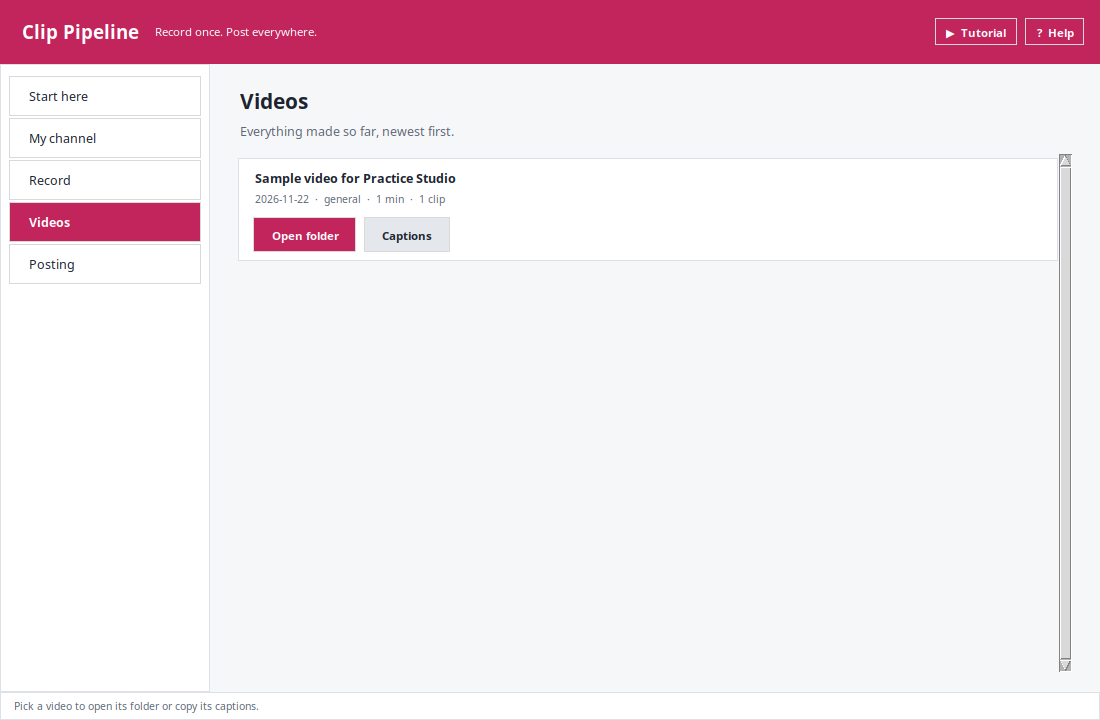 Clip Pipeline
Record once. Post everywhere.
▶ Tutorial
? Help
Start here
My channel
Record
Videos
Posting
Videos
Everything made so far, newest first.
Sample video for Practice Studio
2026-11-22 · general · 1 min · 1 clip
Open folder
Captions
Pick a video to open its folder or copy its captions.